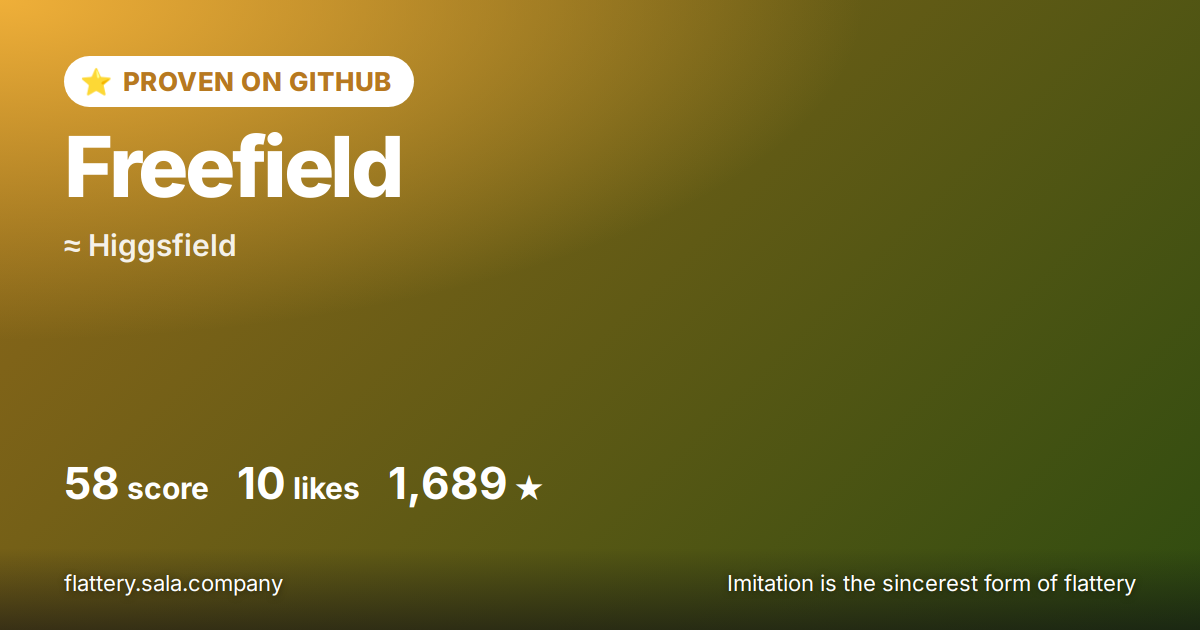 ⭐ PROVEN ON GITHUB
Freefield
≈ Higgsfield
58 score 10 likes 1,689 ★
flattery.sala.company
Imitation is the sincerest form of flattery